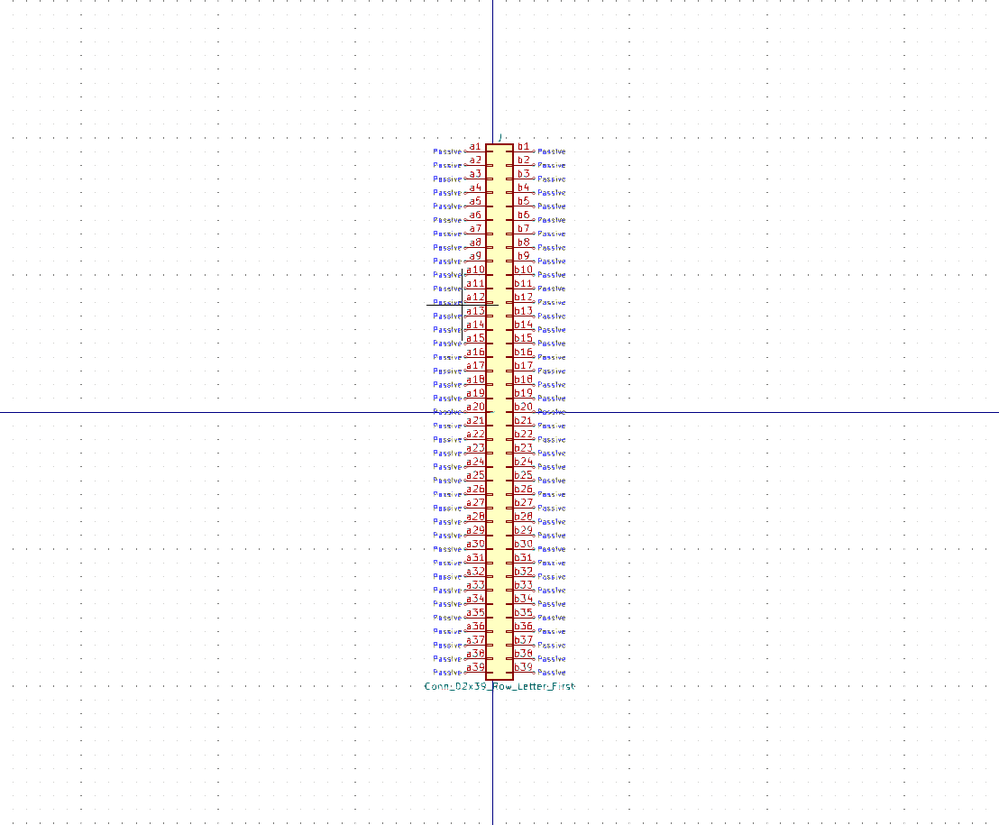 J
Passive a1 b1 Passive
Passive a2 b2 Passive
Passive a3 b3 Passive
Passive a4 b4 Passive
Passive a5 b5 Passive
Passive a6 b6 Passive
Passive a7 b7 Passive
Passive a8 b8 Passive
Passive a9 b9 Passive
Passive a10 b10 Passive
Passive a11 b11 Passive
Passive a12 b12 Passive
Passive a13 b13 Passive
Passive a14 b14 Passive
Passive a15 b15 Passive
Passive a16 b16 Passive
Passive a17 b17 Passive
Passive a18 b18 Passive
Passive a19 b19 Passive
Passive a20 b20 Passive
Passive a21 b21 Passive
Passive a22 b22 Passive
Passive a23 b23 Passive
Passive a24 b24 Passive
Passive a25 b25 Passive
Passive a26 b26 Passive
Passive a27 b27 Passive
Passive a28 b28 Passive
Passive a29 b29 Passive
Passive a30 b30 Passive
Passive a31 b31 Passive
Passive a32 b32 Passive
Passive a33 b33 Passive
Passive a34 b34 Passive
Passive a35 b35 Passive
Passive a36 b36 Passive
Passive a37 b37 Passive
Passive a38 b38 Passive
Passive a39 b39 Passive
Conn_02x39_Row_Letter_First